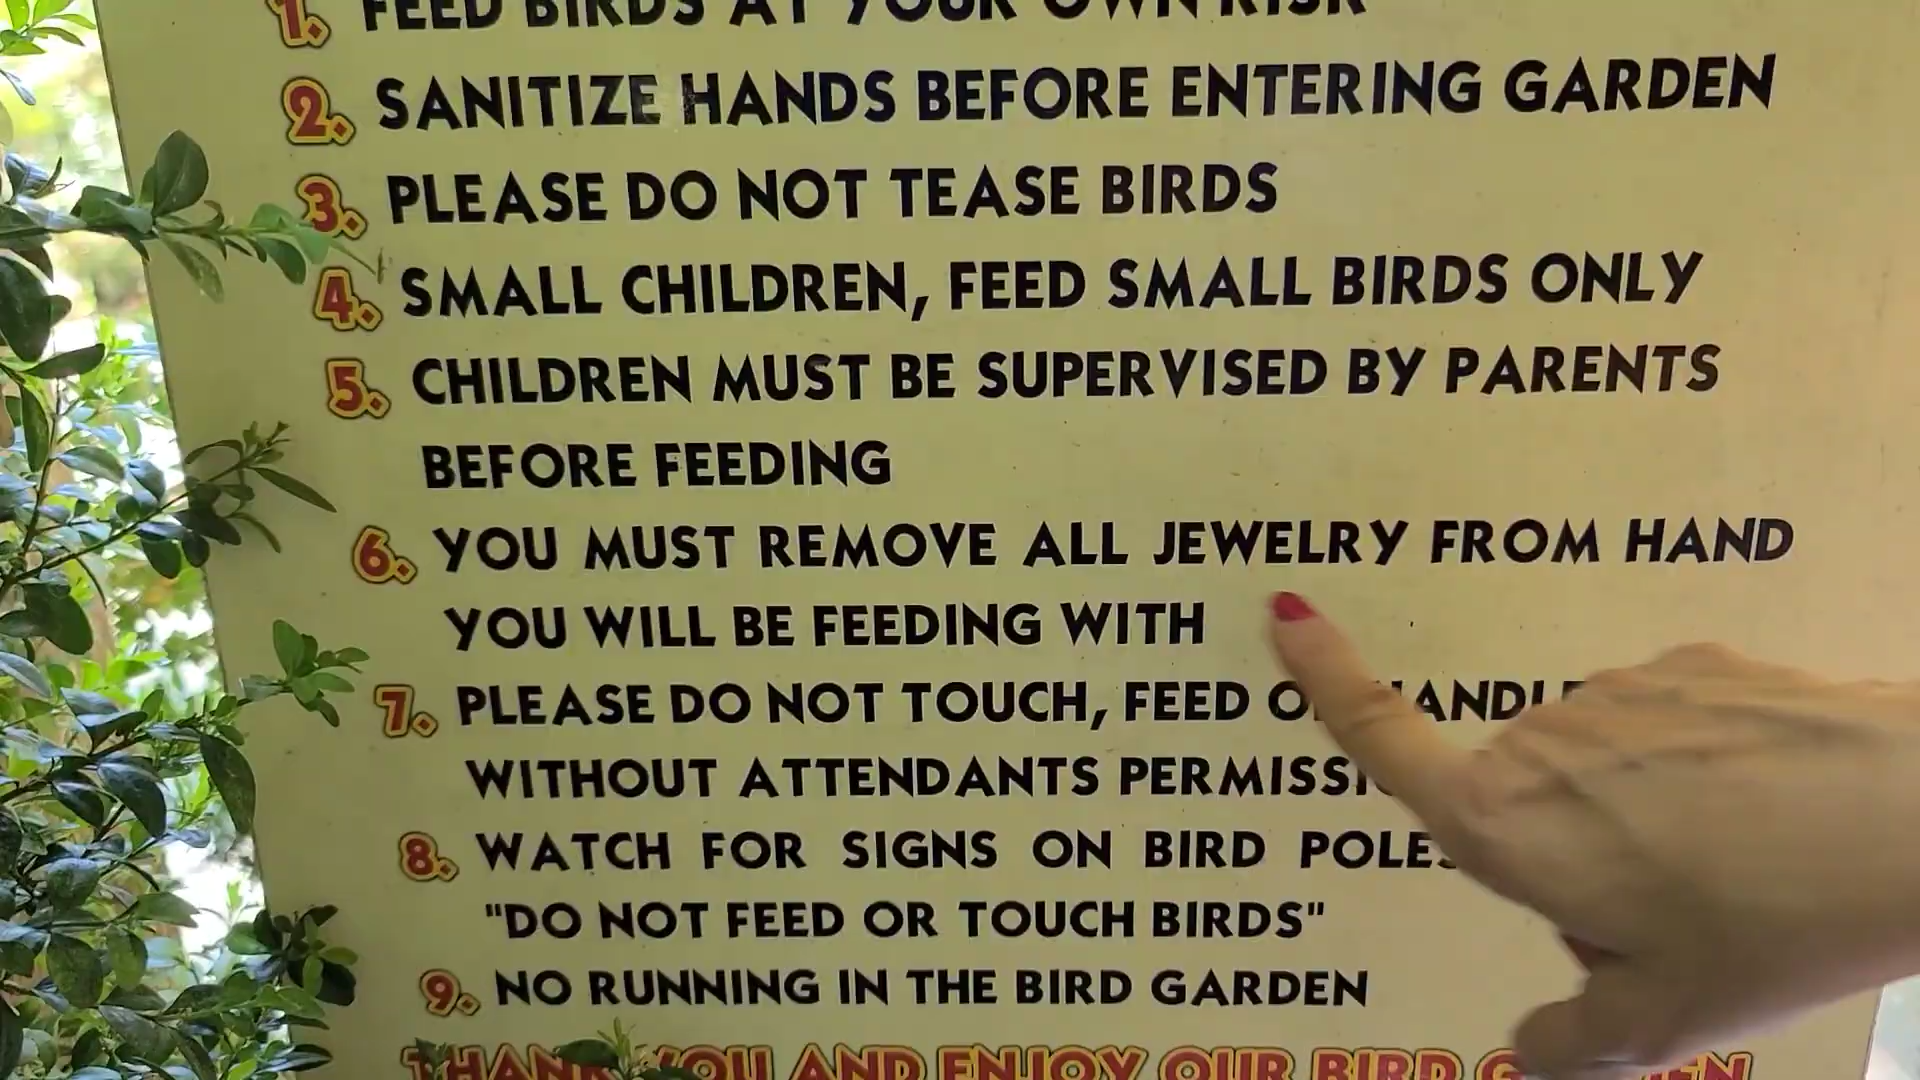 1. FEED BIRDS AT YOUR OWN RISK
2. SANITIZE HANDS BEFORE ENTERING GARDEN
3. PLEASE DO NOT TEASE BIRDS
4. SMALL CHILDREN, FEED SMALL BIRDS ONLY
5. CHILDREN MUST BE SUPERVISED BY PARENTS
BEFORE FEEDING
6. YOU MUST REMOVE ALL JEWELRY FROM HAND
YOU WILL BE FEEDING WITH
7. PLEASE DO NOT TOUCH, FEED OR HANDLE
WITHOUT ATTENDANTS PERMISSION
8. WATCH FOR SIGNS ON BIRD POLES
"DO NOT FEED OR TOUCH BIRDS"
9. NO RUNNING IN THE BIRD GARDEN
THANK YOU AND ENJOY OUR BIRD GARDEN